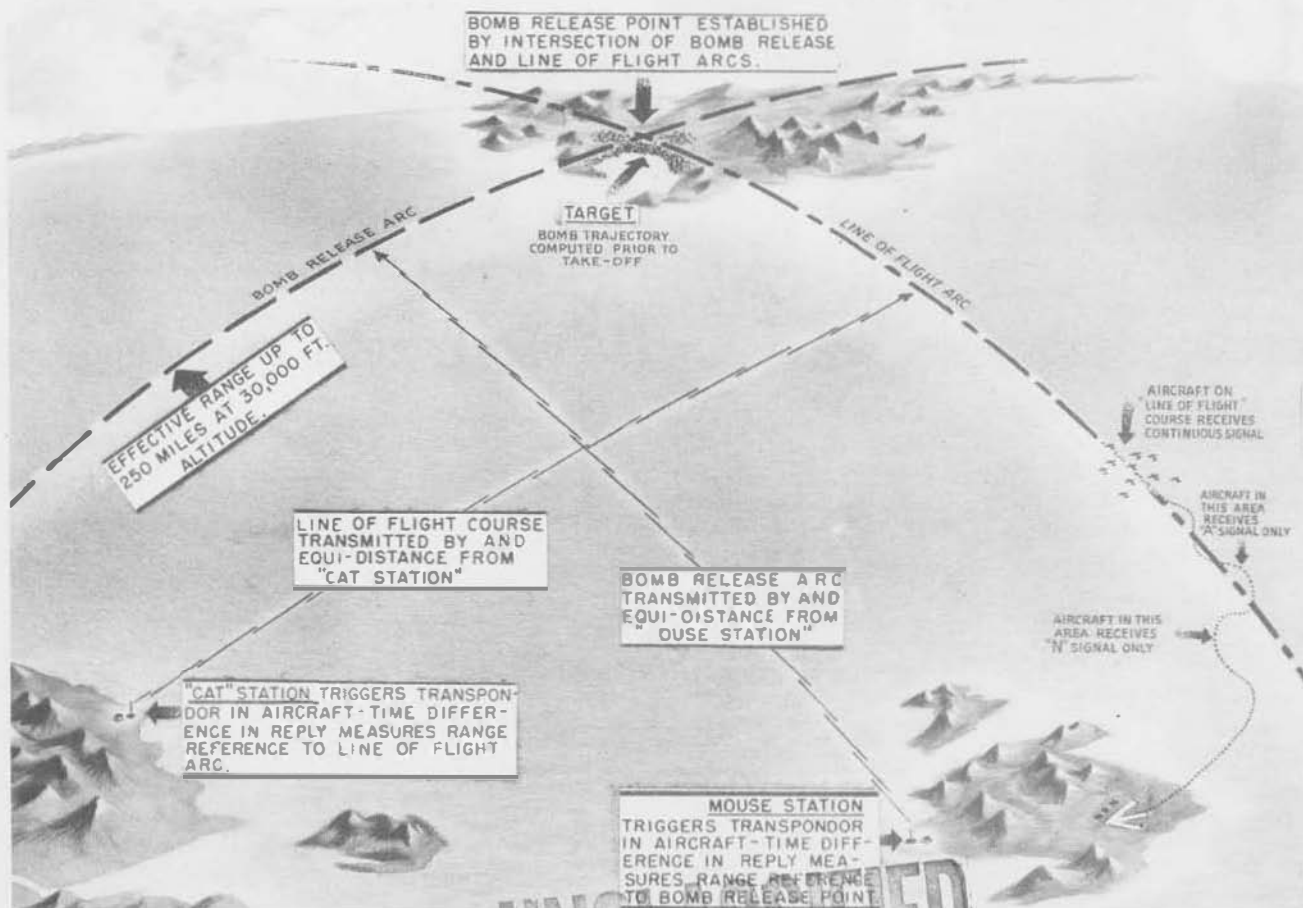 BOMB RELEASE POINT ESTABLISHED
BY INTERSECTION OF BOMB RELEASE
AND LINE OF FLIGHT ARCS.
TARGET
BOMB TRAJECTORY
COMPUTED PRIOR TO
TAKE-OFF
BOMB RELEASE ARC
LINE OF FLIGHT ARC
EFFECTIVE RANGE UP TO
250 MILES AT 30,000 FT.
ALTITUDE.
AIRCRAFT ON
"LINE OF FLIGHT"
COURSE RECEIVES
CONTINUOUS SIGNAL
AIRCRAFT IN
THIS AREA
RECEIVES
"A" SIGNAL ONLY
LINE OF FLIGHT COURSE
TRANSMITTED BY AND
EQUI-DISTANCE FROM
"CAT STATION"
BOMB RELEASE ARC
TRANSMITTED BY AND
EQUI-DISTANCE FROM
" OUSE STATION"
AIRCRAFT IN THIS
AREA RECEIVES
"N" SIGNAL ONLY
"CAT" STATION TRIGGERS TRANSPON-
DOR IN AIRCRAFT-TIME DIFFER-
ENCE IN REPLY MEASURES RANGE
REFERENCE TO LINE OF FLIGHT
ARC.
MOUSE STATION
TRIGGERS TRANSPONDOR
IN AIRCRAFT-TIME DIFF-
ERENCE IN REPLY MEA-
SURES RANGE REFERENCE
TO BOMB RELEASE POINT